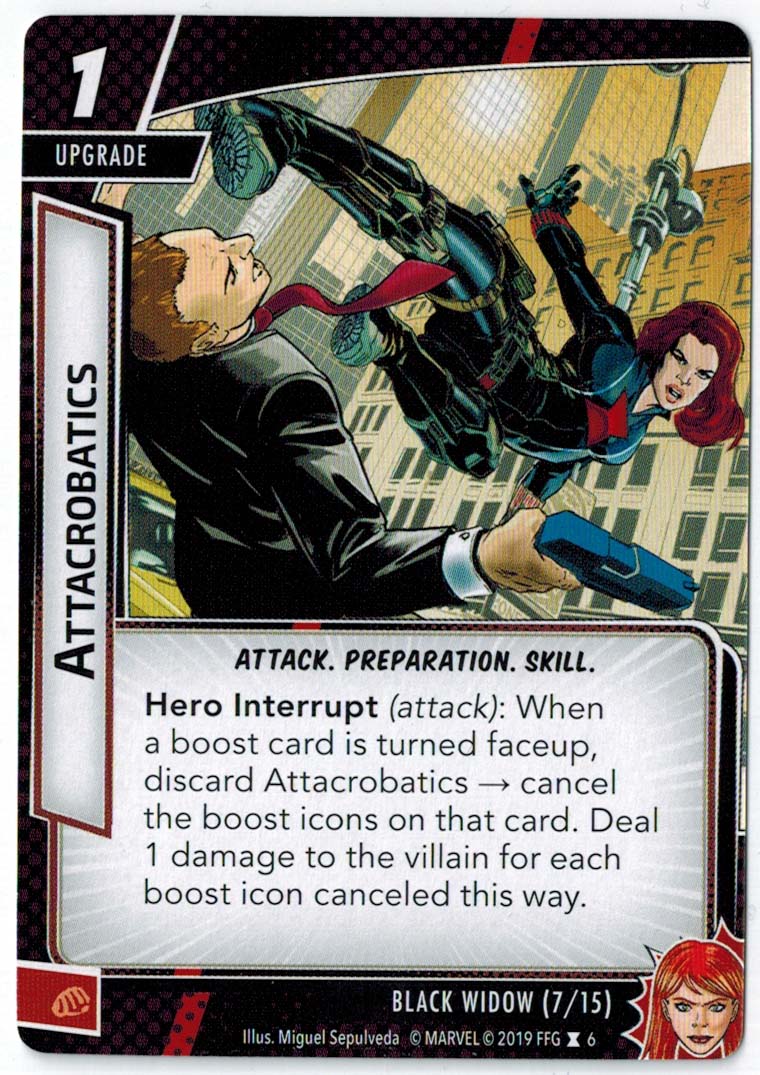 1
UPGRADE
ATTACROBATICS
ATTACK. PREPARATION. SKILL.
Hero Interrupt (attack): When
a boost card is turned faceup,
discard Attacrobatics → cancel
the boost icons on that card. Deal
1 damage to the villain for each
boost icon canceled this way.
BLACK WIDOW (7/15)
Illus. Miguel Sepulveda © MARVEL © 2019 FFG 6